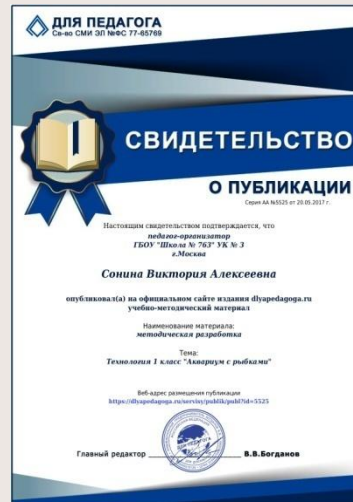 ДЛЯ ПЕДАГОГА
Св-во СМИ ЭЛ №ФС 77-65769
СВИДЕТЕЛЬСТВО
О ПУБЛИКАЦИИ
Серия АА №5525 от 20.05.2017 г.
Настоящим свидетельством подтверждается, что
педагог-организатор
ГБОУ "Школа № 763" УК № 3
г.Москва
Сонина Виктория Алексеевна
опубликовал(а) на официальном сайте издания dlyapedagoga.ru
учебно-методический материал
Наименование материала:
методическая разработка
Тема:
Технология 1 класс "Аквариум с рыбками"
Веб-адрес размещения публикации
https://dlyapedagoga.ru/servisy/publik/publ?id=5525
ДЛЯ ПЕДАГОГА
Главный редактор В.В.Богданов